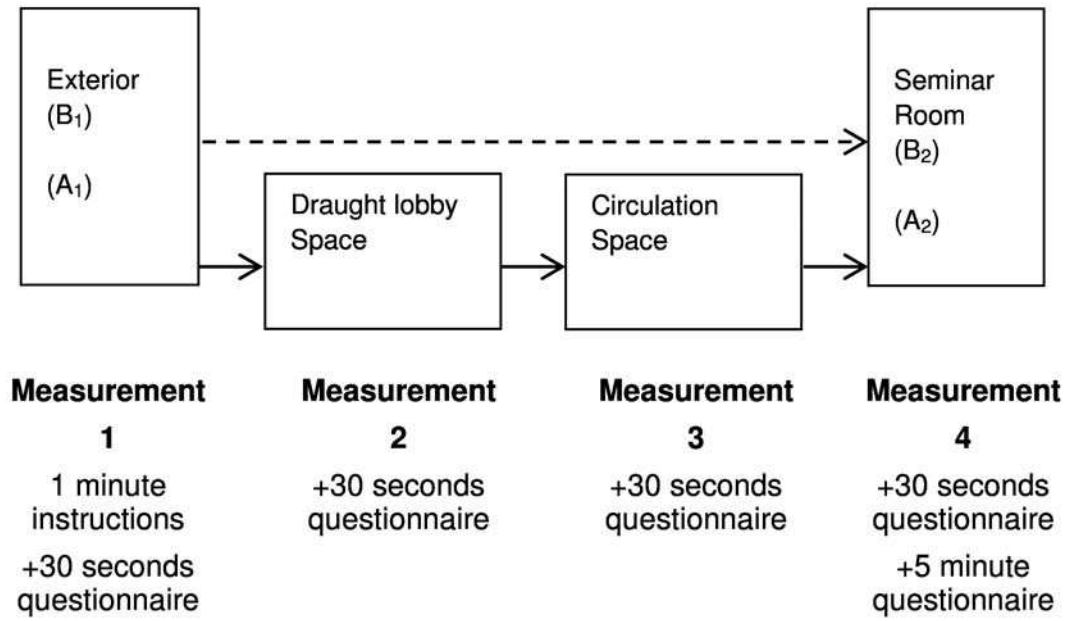 Exterior
(B₁)
(A₁)
Draught lobby
Space
Circulation
Space
Seminar
Room
(B₂)
(A₂)
Measurement
1
1 minute
instructions
+30 seconds
questionnaire
Measurement
2
+30 seconds
questionnaire
Measurement
3
+30 seconds
questionnaire
Measurement
4
+30 seconds
questionnaire
+5 minute
questionnaire